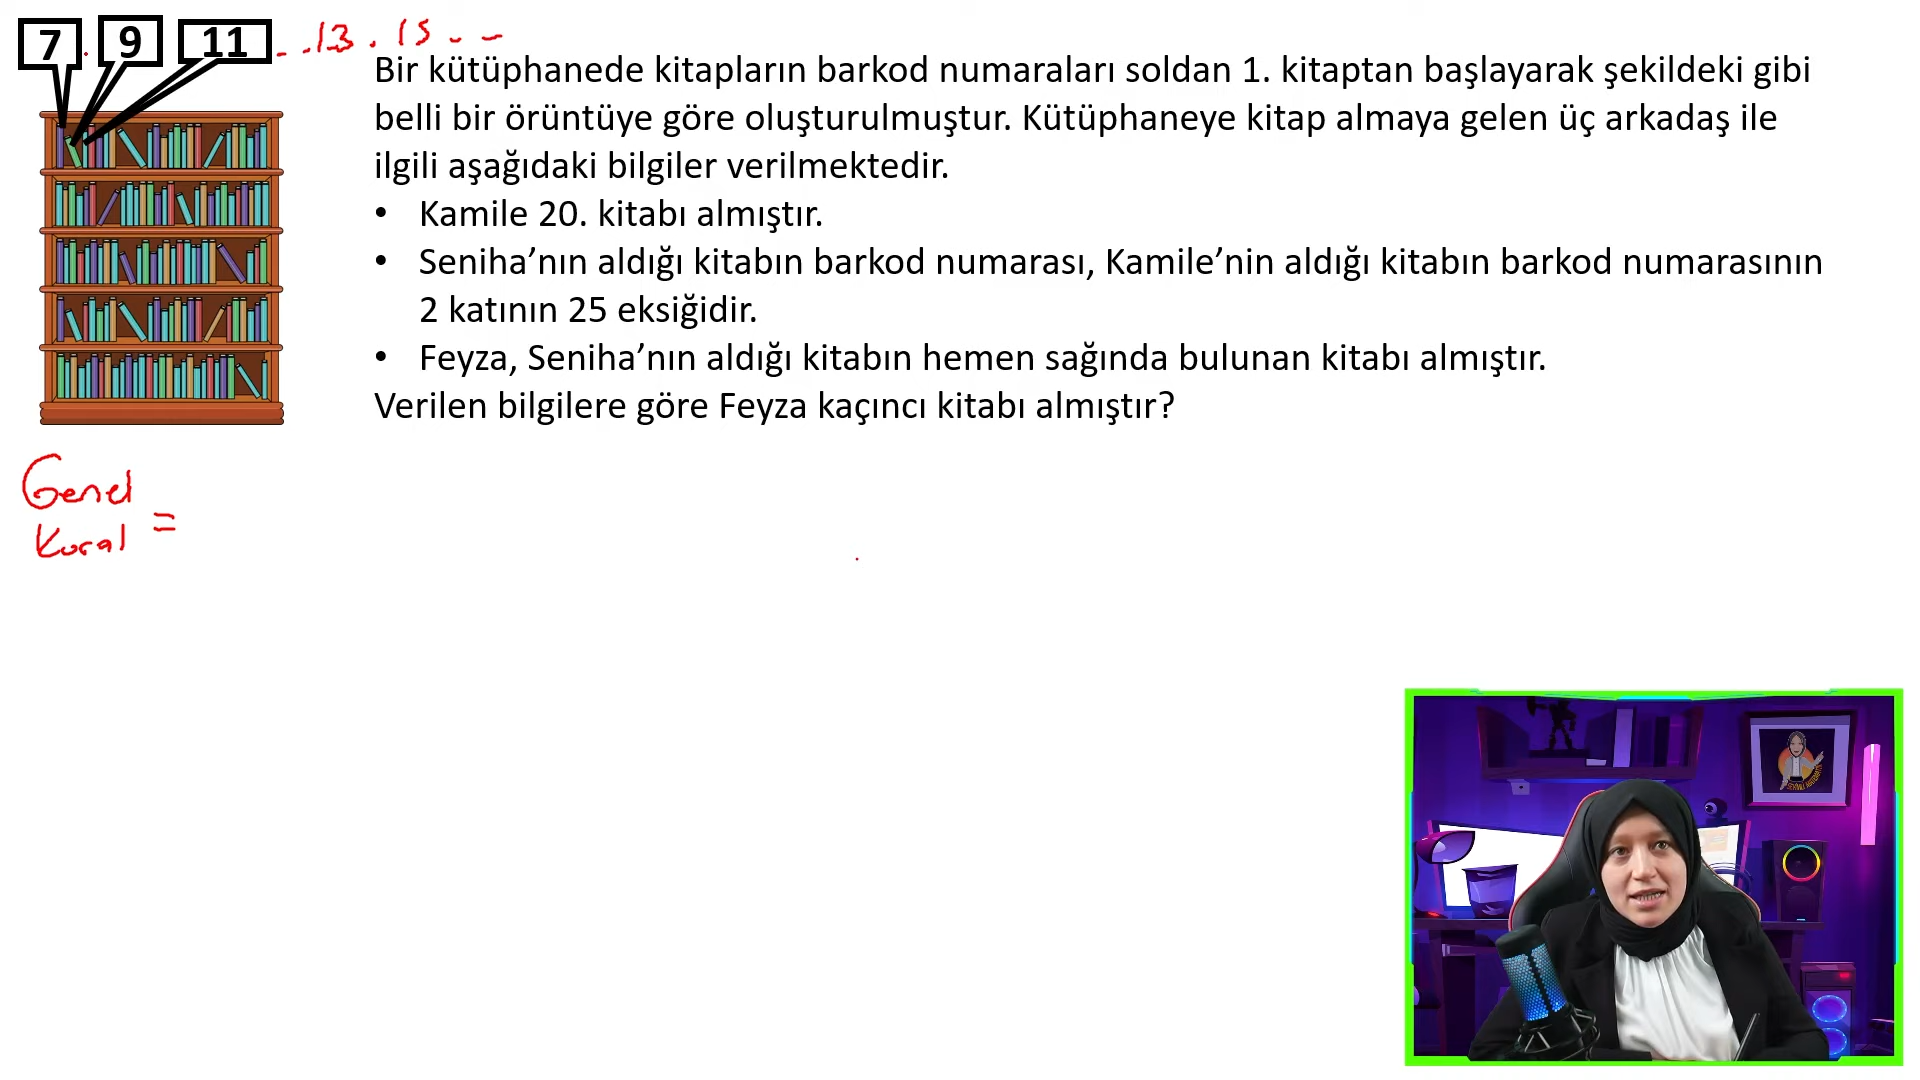 7 9 11 - .13 . 15 - -
Bir kütüphanede kitapların barkod numaraları soldan 1. kitaptan başlayarak şekildeki gibi
belli bir örüntüye göre oluşturulmuştur. Kütüphaneye kitap almaya gelen üç arkadaş ile
ilgili aşağıdaki bilgiler verilmektedir.
• Kamile 20. kitabı almıştır.
• Seniha’nın aldığı kitabın barkod numarası, Kamile’nin aldığı kitabın barkod numarasının
2 katının 25 eksiğidir.
• Feyza, Seniha’nın aldığı kitabın hemen sağında bulunan kitabı almıştır.
Verilen bilgilere göre Feyza kaçıncı kitabı almıştır?
Genel
Kural =